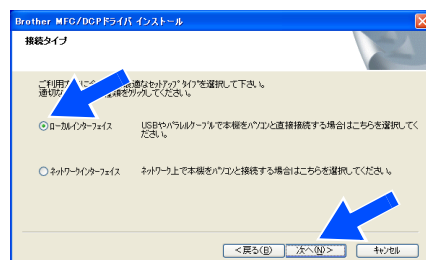 Brother MFC/DCPドライバ インストール
接続タイプ
ご利用
適なセットアップ タイプを選択して下さい。
適切な
クリックしてください。
ローカルインターフェイス
USBやパラレルケーブルで本機をパソコンと直接接続する場合はこちらを選択してく
ださい。
ネットワークインターフェイス
ネットワーク上で本機をパソコンと接続する場合はこちらを選択してください。
<戻る(B)
次へ(N)>
キャンセル